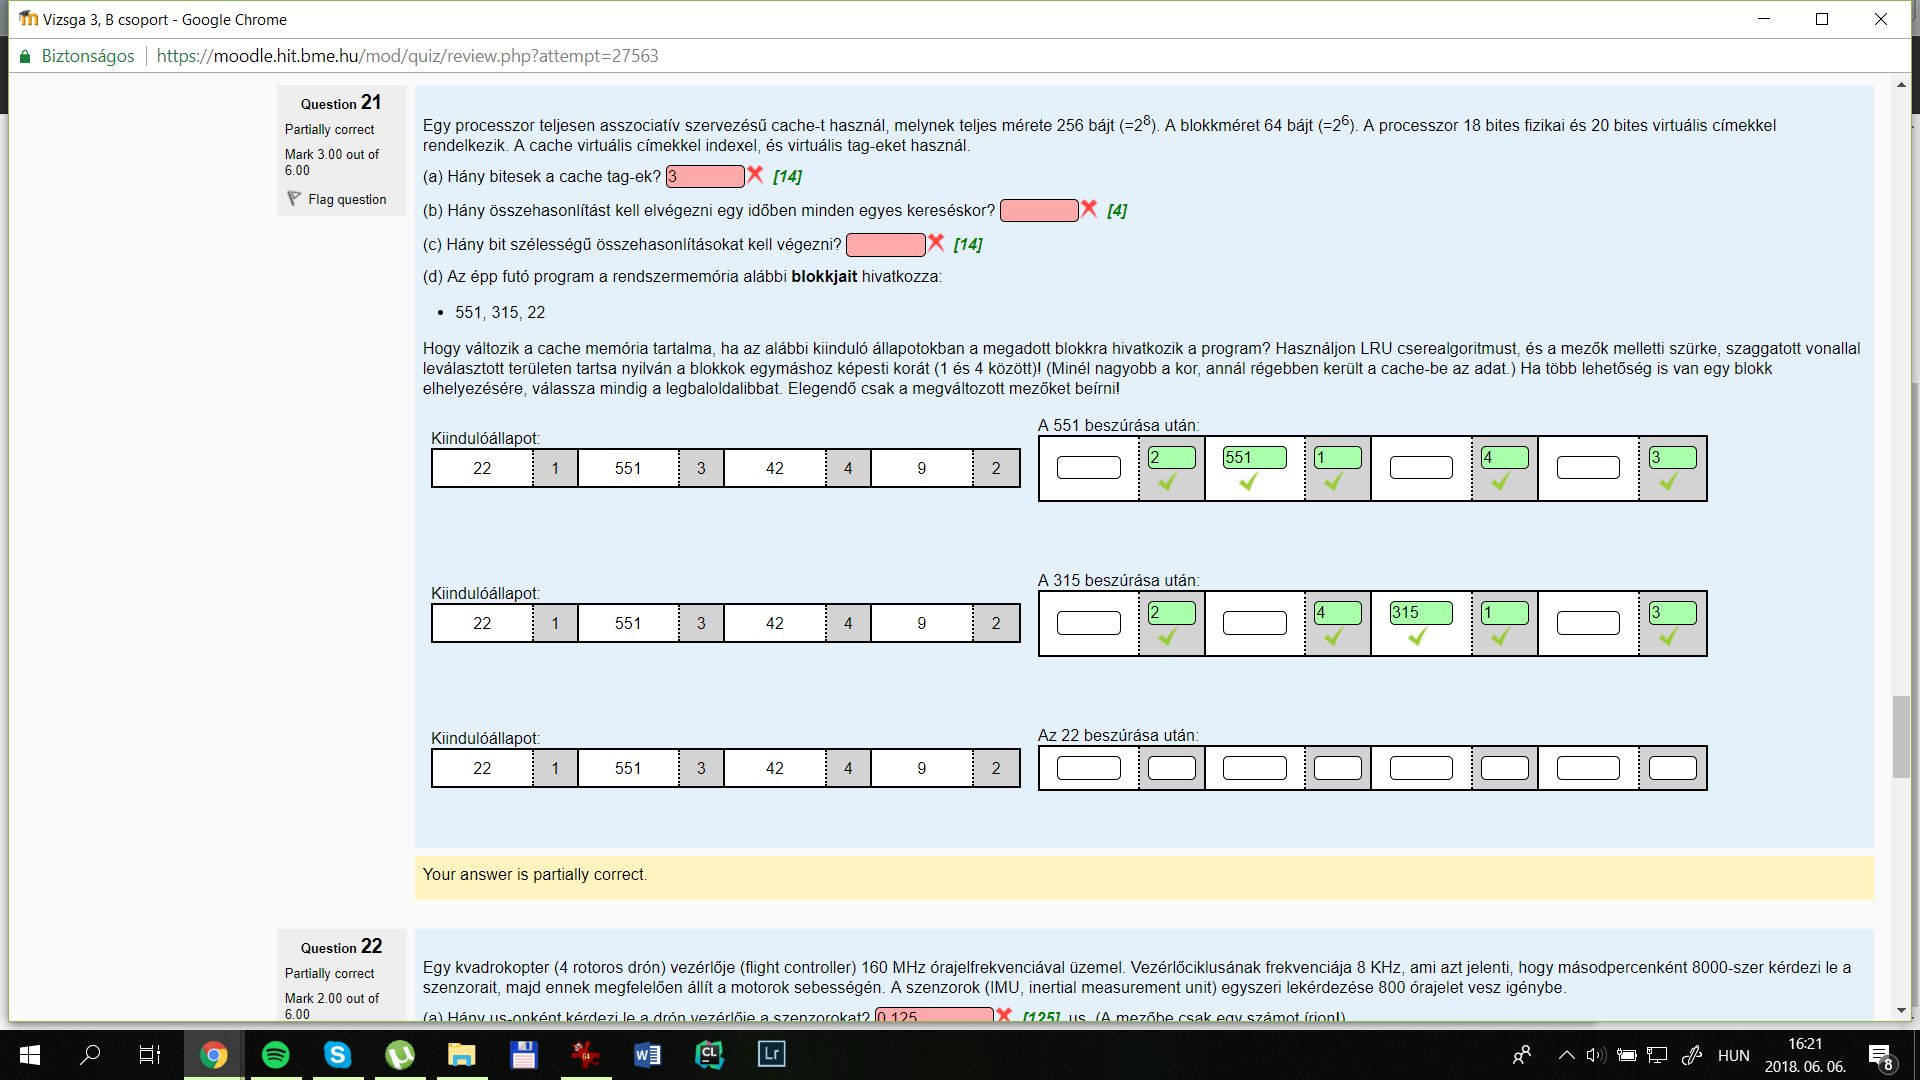 Vizsga 3, B csoport - Google Chrome
Biztonságos | https://moodle.hit.bme.hu/mod/quiz/review.php?attempt=27563
Question 21
Partially correct
Mark 3.00 out of
6.00
Flag question
Egy processzor teljesen asszociatív szervezésű cache-t használ, melynek teljes mérete 256 bájt (=2^8). A blokkméret 64 bájt (=2^6). A processzor 18 bites fizikai és 20 bites virtuális címekkel
rendelkezik. A cache virtuális címekkel indexel, és virtuális tag-eket használ.
(a) Hány bitesek a cache tag-ek? 3 [14]
(b) Hány összehasonlítást kell elvégezni egy időben minden egyes kereséskor? [4]
(c) Hány bit szélességű összehasonlításokat kell végezni? [14]
(d) Az épp futó program a rendszermemória alábbi blokkjait hivatkozza:
• 551, 315, 22
Hogy változik a cache memória tartalma, ha az alábbi kiinduló állapotokban a megadott blokkra hivatkozik a program? Használjon LRU cserealgoritmust, és a mezők melletti szürke, szaggatott vonallal
leválasztott területen tartsa nyilván a blokkok egymáshoz képesti korát (1 és 4 között)! (Minél nagyobb a kor, annál régebben került a cache-be az adat.) Ha több lehetőség is van egy blokk
elhelyezésére, válassza mindig a legbaloldalibbat. Elegendő csak a megváltozott mezőket beírni!
Kiindulóállapot:
22 1 551 3 42 4 9 2
A 551 beszúrása után:
2 551 1 4 3
Kiindulóállapot:
22 1 551 3 42 4 9 2
A 315 beszúrása után:
2 4 315 1 3
Kiindulóállapot:
22 1 551 3 42 4 9 2
Az 22 beszúrása után:
Your answer is partially correct.
Question 22
Partially correct
Mark 2.00 out of
6.00
Egy kvadrokopter (4 rotoros drón) vezérlője (flight controller) 160 MHz órajelfrekvenciával üzemel. Vezérlőciklusának frekvenciája 8 KHz, ami azt jelenti, hogy másodpercenként 8000-szer kérdezi le a
szenzorait, majd ennek megfelelően állít a motorok sebességén. A szenzorok (IMU, inertial measurement unit) egyszeri lekérdezése 800 órajelet vesz igénybe.
(a) Hány us-onként kérdezi le a drón vezérlője a szenzorokat? 0,125 [125] us. (A mezőbe csak egy számot írjon!)
64
CL
Lr
HUN
16:21
2018. 06. 06.
8